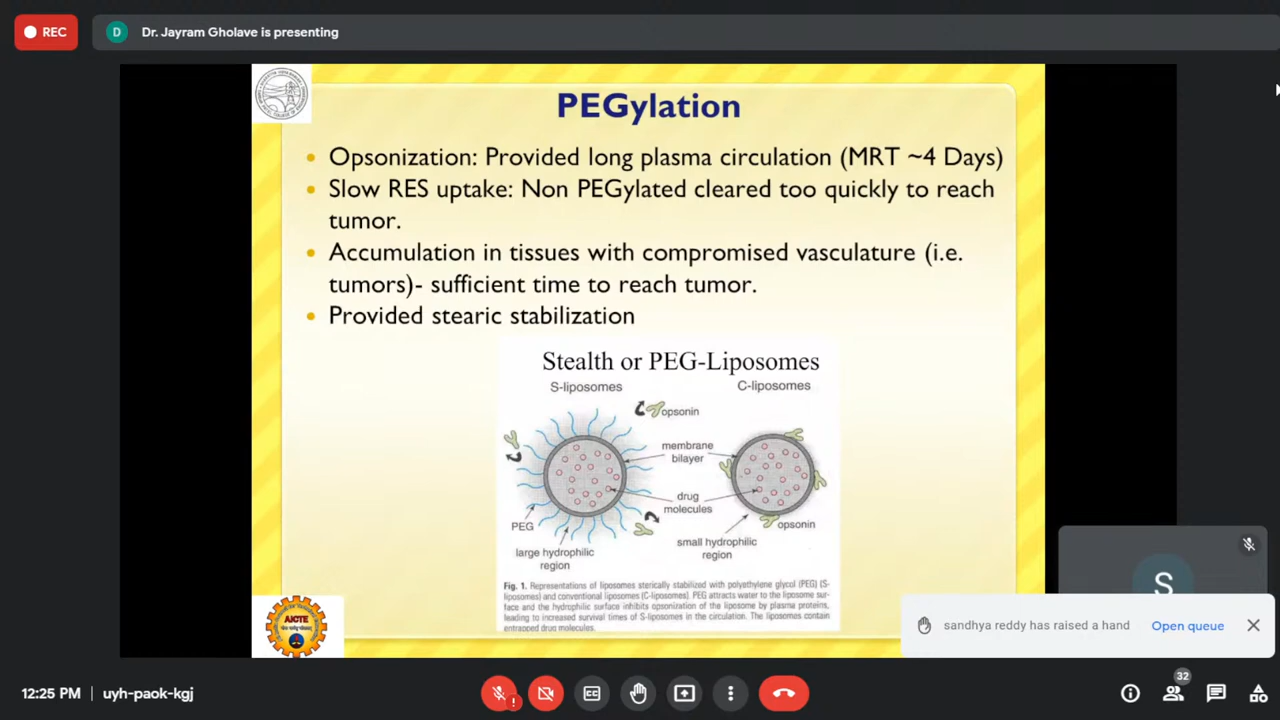 REC
D
Dr. Jayram Gholave is presenting
PEGylation
Opsonization: Provided long plasma circulation (MRT ~4 Days)
Slow RES uptake: Non PEGylated cleared too quickly to reach
tumor.
Accumulation in tissues with compromised vasculature (i.e.
tumors)- sufficient time to reach tumor.
Provided stearic stabilization
Stealth or PEG-Liposomes
S-liposomes
C-liposomes
opsonin
membrane
bilayer
drug
molecules
PEG
opsonin
large hydrophilic
region
small hydrophilic
region
Fig. 1. Representations of liposomes sterically stabilized with polyethylene glycol (PEG) (S-
liposomes) and conventional liposomes (C-liposomes). PEG attracts water to the liposome sur-
face and the hydrophilic surface inhibits opsonization of the liposome by plasma proteins,
leading to increased survival times of S-liposomes in the circulation. The liposomes contain
entrapped drug molecules.
AICTE
S
sandhya reddy has raised a hand
Open queue
12:25 PM
uyh-paok-kgj
32